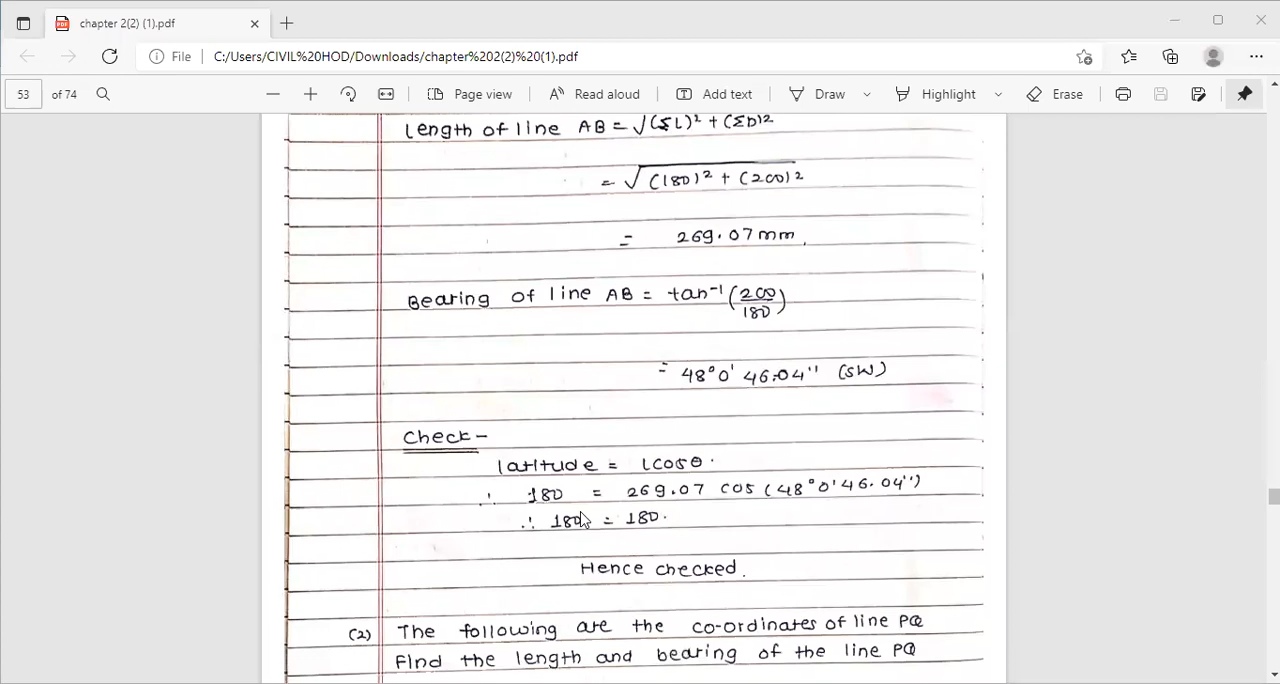 chapter 2(2) (1).pdf
File C:/Users/CIVIL%20HOD/Downloads/chapter%202(2)%20(1).pdf
53 of 74 Page view Read aloud Add text Draw Highlight Erase
Length of line AB = √(ΣL)² + (ΣD)²
= √(180)² + (200)²
= 269.07 mm.
Bearing of line AB = tan⁻¹ (200/180)
= 48°0' 46.04'' (SW)
Check -
latitude = lcosθ.
∴ 180 = 269.07 cos (48°0'46.04'')
∴ 180 = 180.
Hence checked.
(2) The following are the co-ordinates of line PQ
Find the length and bearing of the line PQ